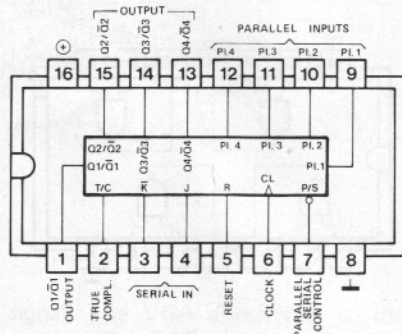 OUTPUT
PARALLEL INPUTS
Q2/Q̅2̅ Q3/Q̅3̅ Q4/Q̅4̅ PI.4 PI.3 PI.2 PI.1
⊕
16 15 14 13 12 11 10 9
Q2/Q̅2̅ Q̅3̅/Q̅3̅ Q4/Q̅4̅ PI.4 PI.3 PI.2
Q1/Q̅1̅ CL PI.1
T/C K̅ J R P/S
1 2 3 4 5 6 7 8
Q1/Q̅1̅ OUTPUT
TRUE COMPL.
SERIAL IN
RESET
CLOCK
PARALLEL SERIAL CONTROL